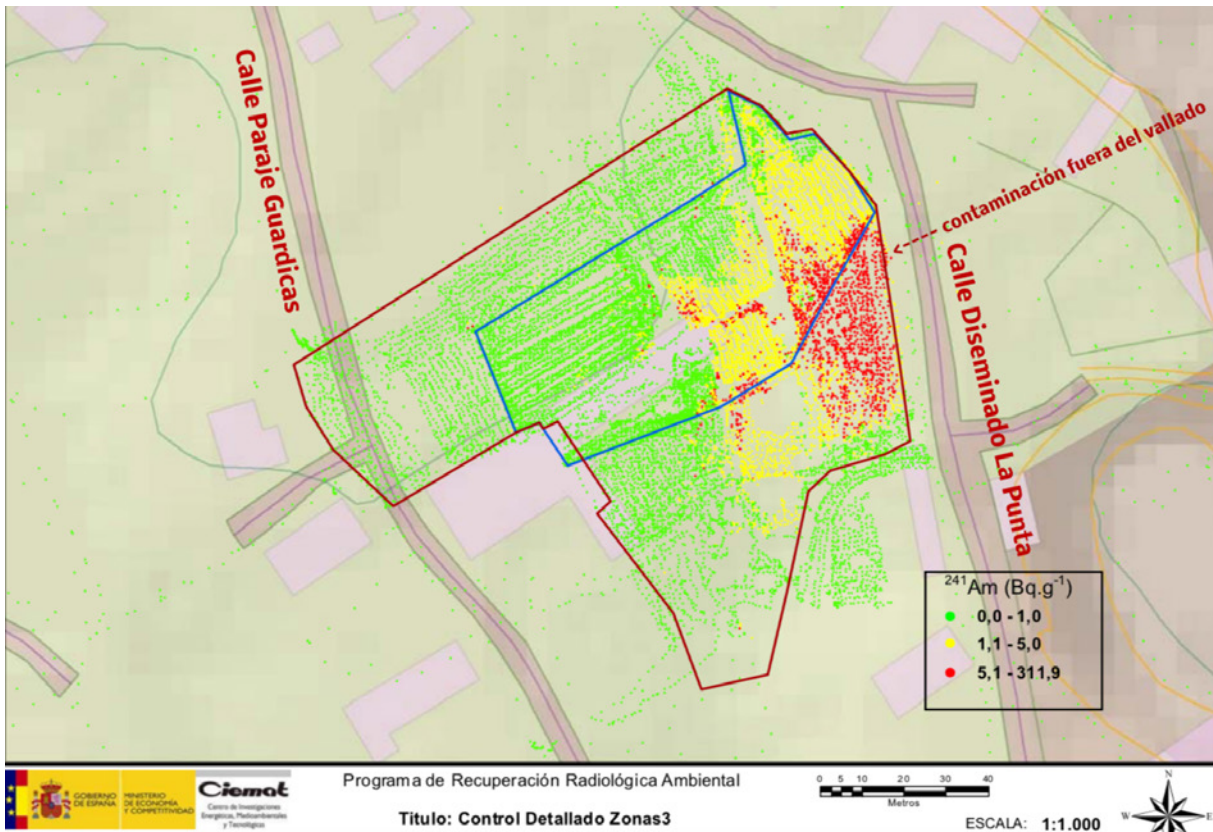 Calle Paraje Guardicas
contaminación fuera del vallado
Calle Diseminado La Punta
²⁴¹Am (Bq.g⁻¹)
0,0 - 1,0
1,1 - 5,0
5,1 - 311,9
GOBIERNO
DE ESPAÑA
MINISTERIO
DE ECONOMÍA
Y COMPETITIVIDAD
Ciemat
Centro de Investigaciones
Energéticas, Medioambientales
y Tecnológicas
Programa de Recuperación Radiológica Ambiental
Titulo: Control Detallado Zonas3
0 5 10 20 30 40
Metros
ESCALA: 1:1.000
N
W E